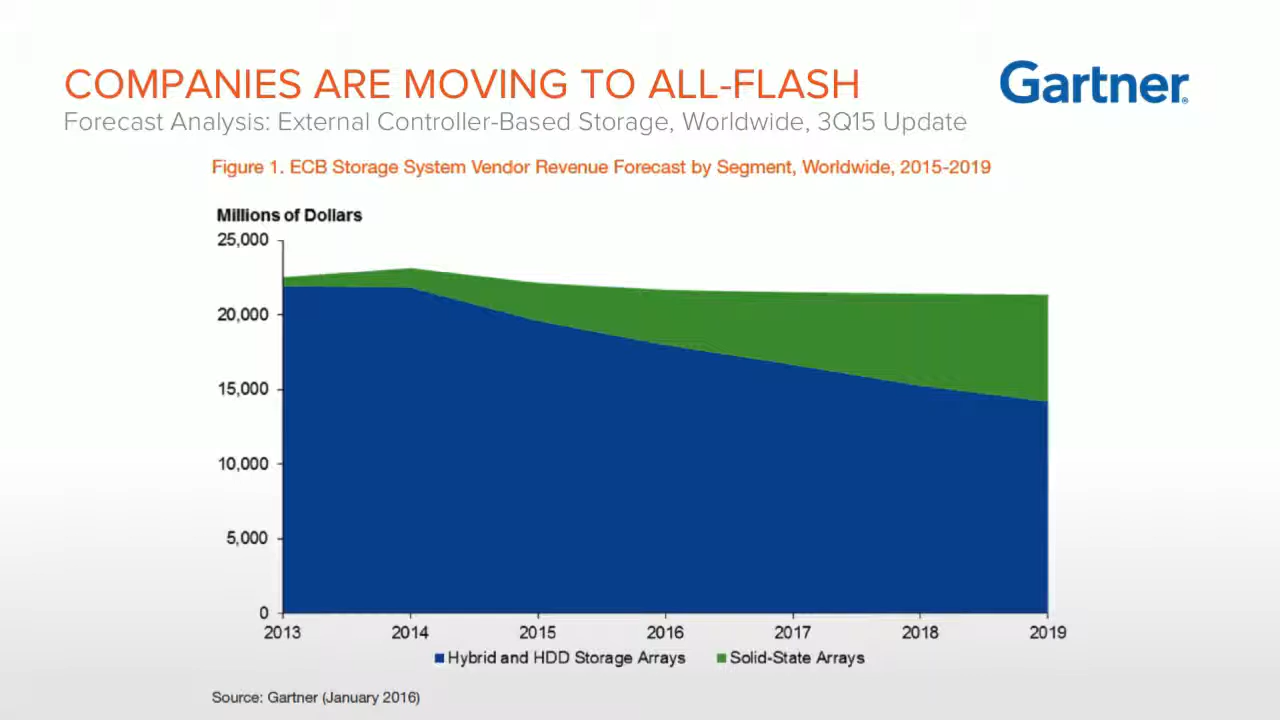 COMPANIES ARE MOVING TO ALL-FLASH
Gartner®
Forecast Analysis: External Controller-Based Storage, Worldwide, 3Q15 Update
Figure 1. ECB Storage System Vendor Revenue Forecast by Segment, Worldwide, 2015-2019
Millions of Dollars
25,000
20,000
15,000
10,000
5,000
0
2013 2014 2015 2016 2017 2018 2019
Hybrid and HDD Storage Arrays Solid-State Arrays
Source: Gartner (January 2016)